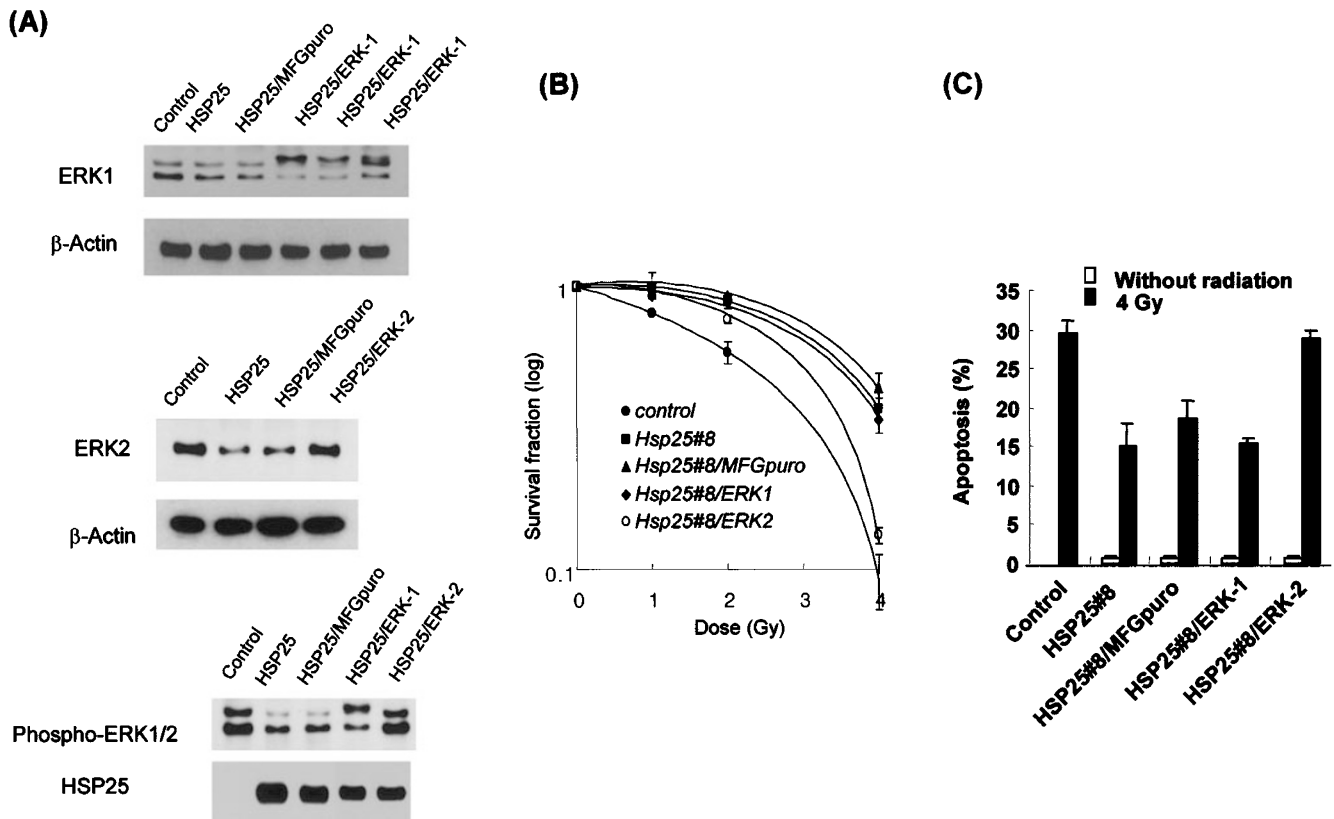 (A)
Control
HSP25
HSP25/MFGpuro
HSP25/ERK-1
HSP25/ERK-1
HSP25/ERK-1
ERK1
β-Actin
Control
HSP25
HSP25/MFGpuro
HSP25/ERK-2
ERK2
β-Actin
Control
HSP25
HSP25/MFGpuro
HSP25/ERK-1
HSP25/ERK-2
Phospho-ERK1/2
HSP25
(B)
Survival fraction (log)
1
0.1
control
Hsp25#8
Hsp25#8/MFGpuro
Hsp25#8/ERK1
Hsp25#8/ERK2
0 1 2 3 4
Dose (Gy)
(C)
Without radiation
4 Gy
Apoptosis (%)
35
30
25
20
15
10
5
0
Control
HSP25#8
HSP25#8/MFGpuro
HSP25#8/ERK-1
HSP25#8/ERK-2